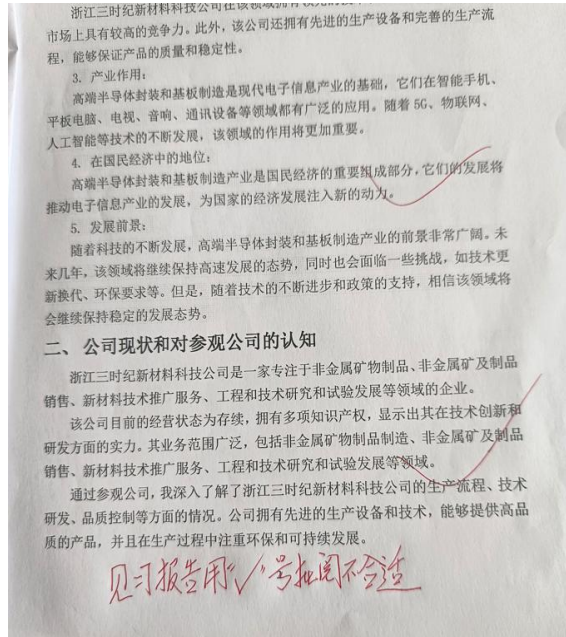 浙江三时纪新材料科技公司在该领域拥有
市场上具有较高的竞争力。此外，该公司还拥有先进的生产设备和完善的生产流
程，能够保证产品的质量和稳定性。
3. 产业作用：
高端半导体封装和基板制造是现代电子信息产业的基础，它们在智能手机、
平板电脑、电视、音响、通讯设备等领域都有广泛的应用。随着 5G、物联网、
人工智能等技术的不断发展，该领域的作用将更加重要。
4. 在国民经济中的地位：
高端半导体封装和基板制造产业是国民经济的重要组成部分，它们的发展将
推动电子信息产业的发展，为国家的经济发展注入新的动力。
5. 发展前景：
随着科技的不断发展，高端半导体封装和基板制造产业的前景非常广阔。未
来几年，该领域将继续保持高速发展的态势，同时也会面临一些挑战，如技术更
新换代、环保要求等。但是，随着技术的不断进步和政策的支持，相信该领域将
会继续保持稳定的发展态势。
二、 公司现状和对参观公司的认知
浙江三时纪新材料科技公司是一家专注于非金属矿物制品、非金属矿及制品
销售、新材料技术推广服务、工程和技术研究和试验发展等领域的企业。
该公司目前的经营状态为存续，拥有多项知识产权，显示出其在技术创新和
研发方面的实力。其业务范围广泛，包括非金属矿物制品制造、非金属矿及制品
销售、新材料技术推广服务、工程和技术研究和试验发展等领域。
通过参观公司，我深入了解了浙江三时纪新材料科技公司的生产流程、技术
研发、品质控制等方面的情况。公司拥有先进的生产设备和技术，能够提供高品
质的产品，并且在生产过程中注重环保和可持续发展。
见习报告用“√”号批阅不合适